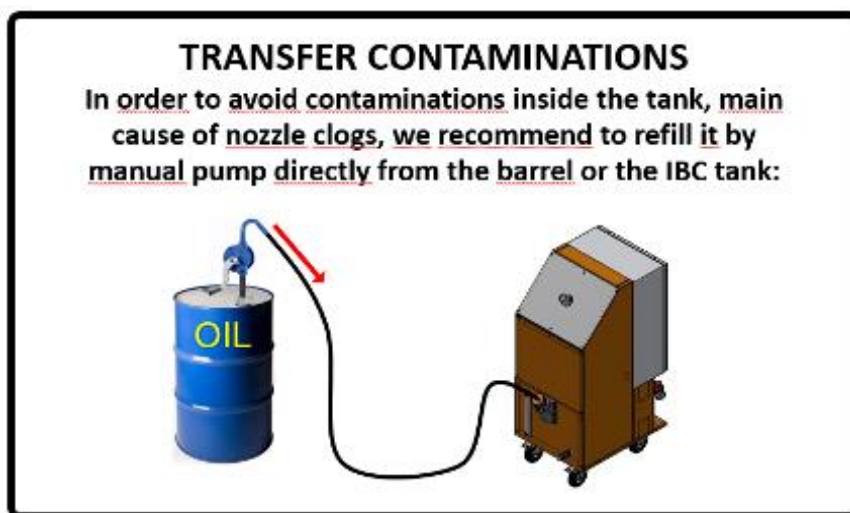 TRANSFER CONTAMINATIONS
In order to avoid contaminations inside the tank, main
cause of nozzle clogs, we recommend to refill it by
manual pump directly from the barrel or the IBC tank:
OIL